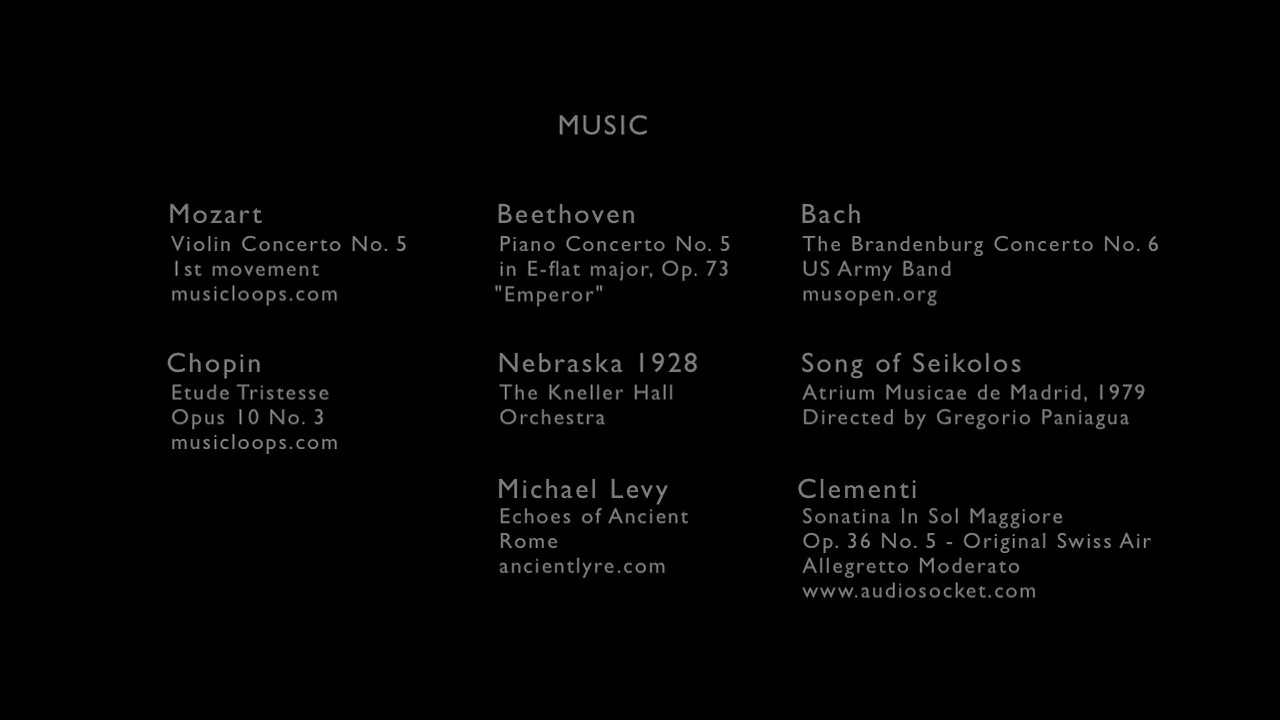 MUSIC
Mozart
Violin Concerto No. 5
1st movement
musicloops.com
Beethoven
Piano Concerto No. 5
in E-flat major, Op. 73
"Emperor"
Bach
The Brandenburg Concerto No. 6
US Army Band
musopen.org
Chopin
Etude Tristesse
Opus 10 No. 3
musicloops.com
Nebraska 1928
The Kneller Hall
Orchestra
Song of Seikolos
Atrium Musicae de Madrid, 1979
Directed by Gregorio Paniagua
Michael Levy
Echoes of Ancient
Rome
ancientlyre.com
Clementi
Sonatina In Sol Maggiore
Op. 36 No. 5 - Original Swiss Air
Allegretto Moderato
www.audiosocket.com